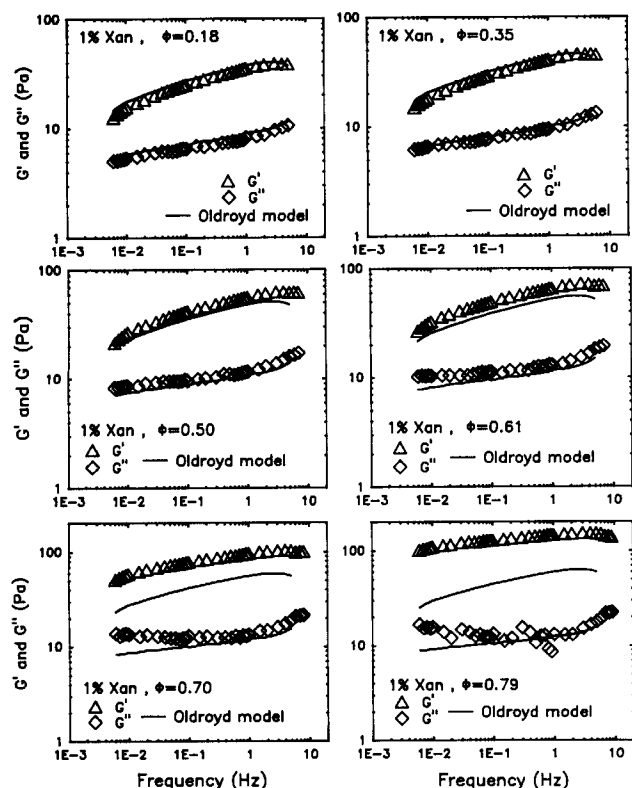 1% Xan , Φ=0.18
G' and G'' (Pa)
100
10
1
△ G'
◇ G''
— Oldroyd model
1E-3 1E-2 1E-1 1 10
1% Xan , Φ=0.35
100
10
1
△ G'
◇ G''
— Oldroyd model
1E-3 1E-2 1E-1 1 10
G' and G'' (Pa)
100
10
1
1% Xan , Φ=0.50
△ G'
◇ G'' — Oldroyd model
1E-3 1E-2 1E-1 1 10
100
10
1
1% Xan , Φ=0.61
△ G'
◇ G'' — Oldroyd model
1E-3 1E-2 1E-1 1 10
G' and G'' (Pa)
100
10
1
1% Xan , Φ=0.70
△ G'
◇ G'' — Oldroyd model
1E-3 1E-2 1E-1 1 10
Frequency (Hz)
100
10
1
1% Xan , Φ=0.79
△ G'
◇ G'' — Oldroyd model
1E-3 1E-2 1E-1 1 10
Frequency (Hz)